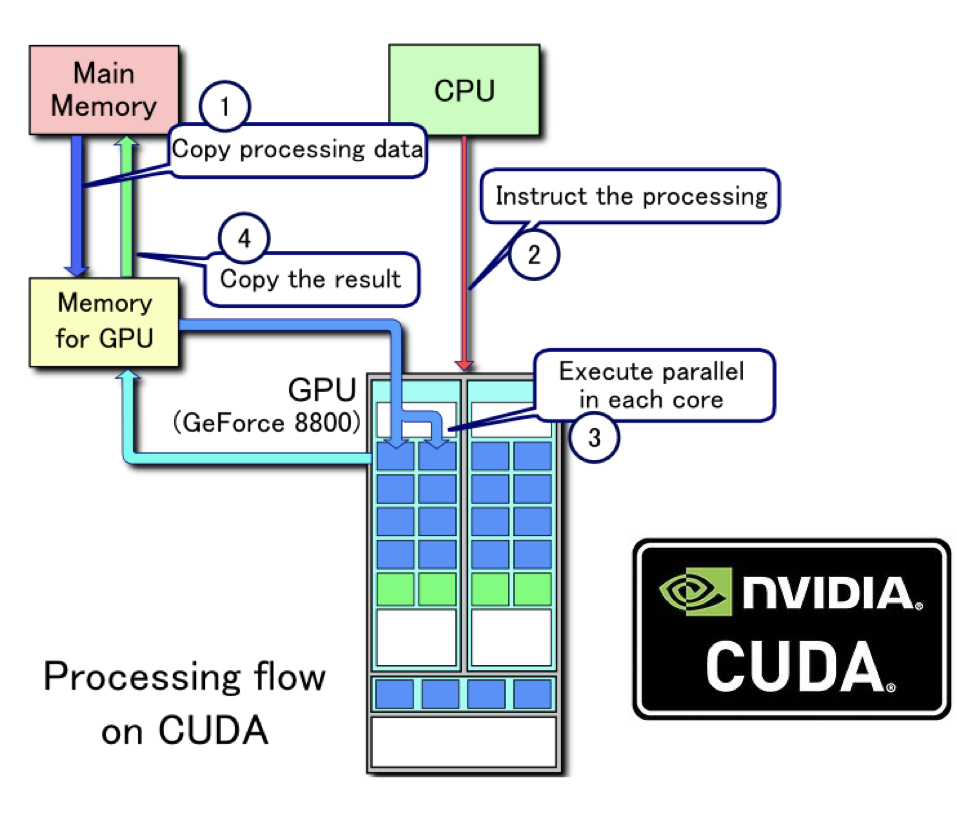 Main
Memory
CPU
1
Copy processing data
Instruct the processing
2
4
Copy the result
Memory
for GPU
GPU
(GeForce 8800)
Execute parallel
in each core
3
Processing flow
on CUDA
NVIDIA®
CUDA®